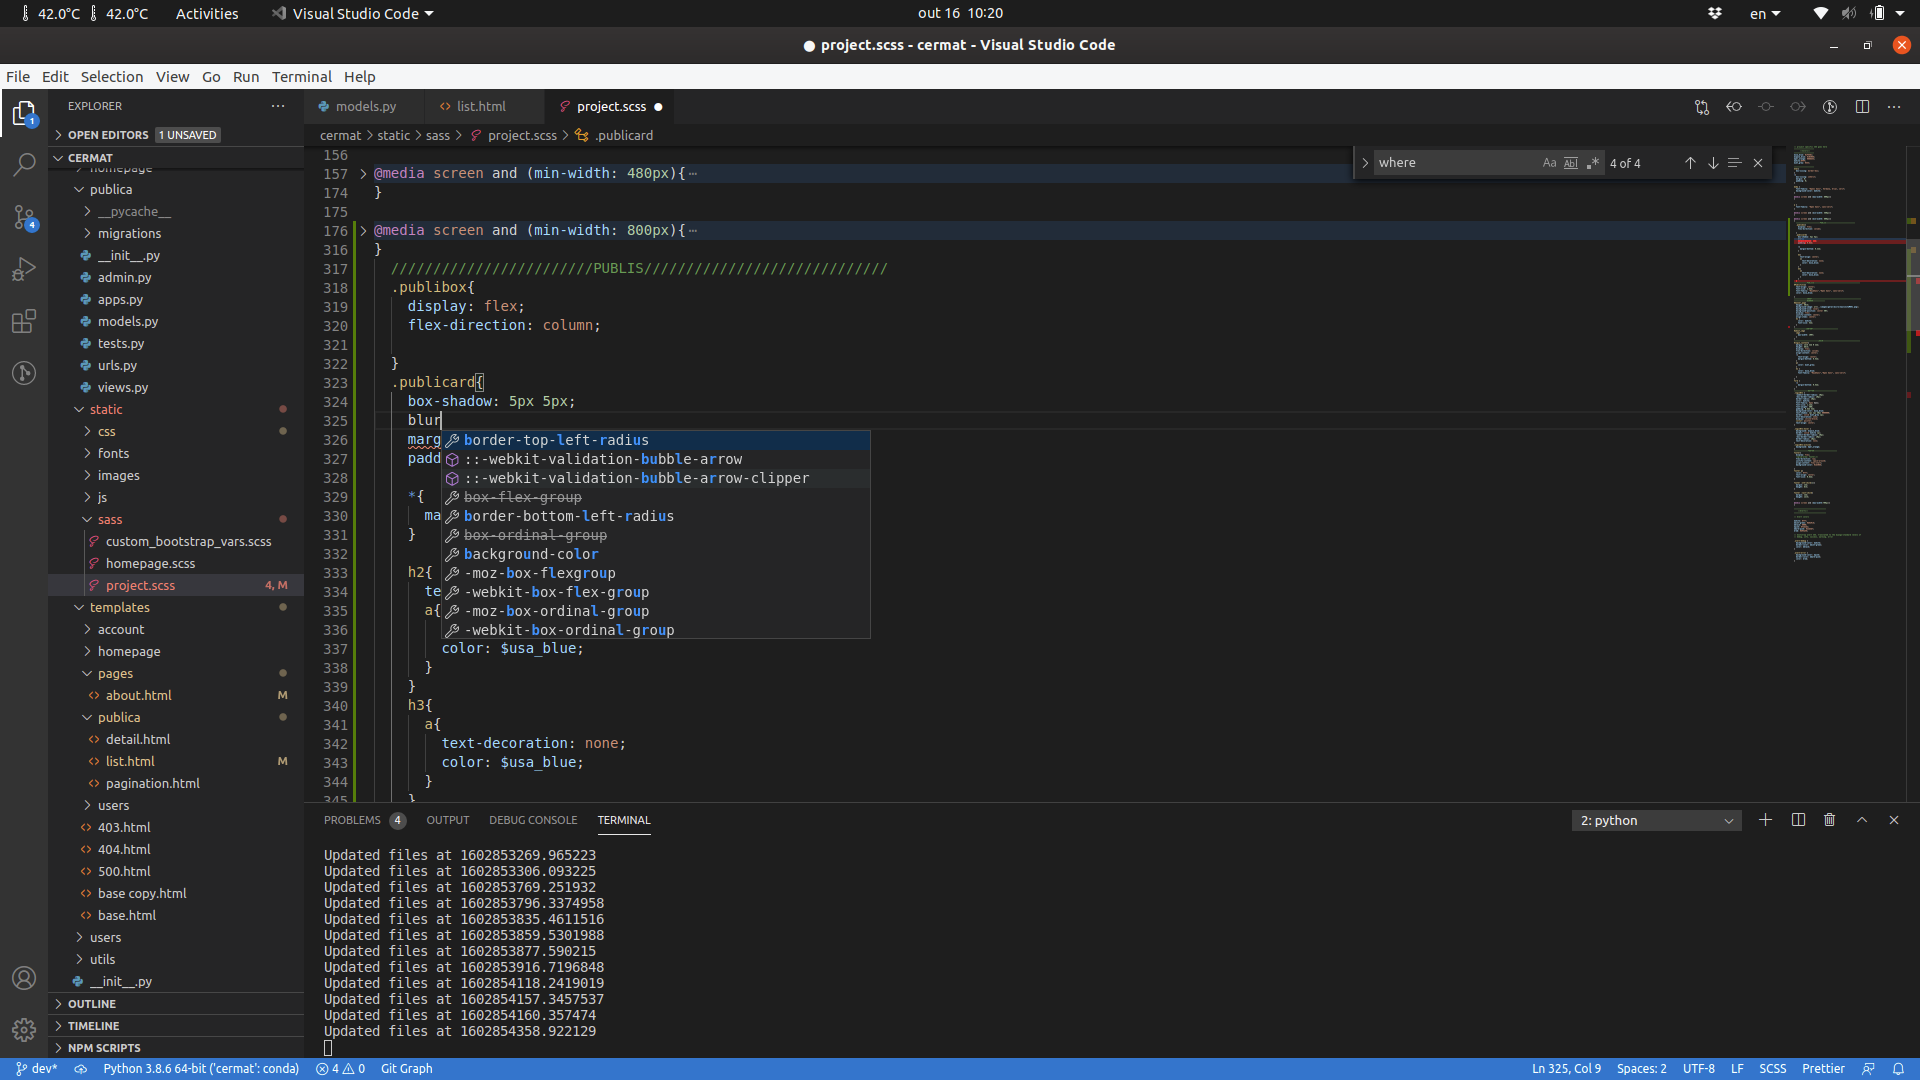 42.0°C 42.0°C Activities Visual Studio Code out 16 10:20 en
project.scss - cermat - Visual Studio Code
File Edit Selection View Go Run Terminal Help
EXPLORER
OPEN EDITORS 1 UNSAVED
CERMAT
homepage
publica
__pycache__
migrations
__init__.py
admin.py
apps.py
models.py
tests.py
urls.py
views.py
static
css
fonts
images
js
sass
custom_bootstrap_vars.scss
homepage.scss
project.scss 4, M
templates
account
homepage
pages
about.html M
publica
detail.html
list.html M
pagination.html
users
403.html
404.html
500.html
base copy.html
base.html
users
utils
__init__.py
OUTLINE
TIMELINE
NPM SCRIPTS
1
4
models.py list.html project.scss
cermat > static > sass > project.scss > .publicard
where Aa Abl .* 4 of 4
156
157 @media screen and (min-width: 480px){
174 }
175
176 @media screen and (min-width: 800px){
316 }
317 ////////////////////////PUBLIS/////////////////////////////
318 .publibox{
319 display: flex;
320 flex-direction: column;
321
322 }
323 .publicard{
324 box-shadow: 5px 5px;
325 blur
326 marg
327 padd
328
329 *{
330 ma
331 }
332
333 h2{
334 te
335 a{
336
337 color: $usa_blue;
338 }
339 }
340 h3{
341 a{
342 text-decoration: none;
343 color: $usa_blue;
344 }
345 }
border-top-left-radius
::-webkit-validation-bubble-arrow
::-webkit-validation-bubble-arrow-clipper
box-flex-group
border-bottom-left-radius
box-ordinal-group
background-color
-moz-box-flexgroup
-webkit-box-flex-group
-moz-box-ordinal-group
-webkit-box-ordinal-group
PROBLEMS 4 OUTPUT DEBUG CONSOLE TERMINAL 2: python
Updated files at 1602853269.965223
Updated files at 1602853306.093225
Updated files at 1602853769.251932
Updated files at 1602853796.3374958
Updated files at 1602853835.4611516
Updated files at 1602853859.5301988
Updated files at 1602853877.590215
Updated files at 1602853916.7196848
Updated files at 1602854118.2419019
Updated files at 1602854157.3457537
Updated files at 1602854160.357474
Updated files at 1602854358.922129
dev* Python 3.8.6 64-bit ('cermat': conda) 4 0 Git Graph Ln 325, Col 9 Spaces: 2 UTF-8 LF SCSS Prettier